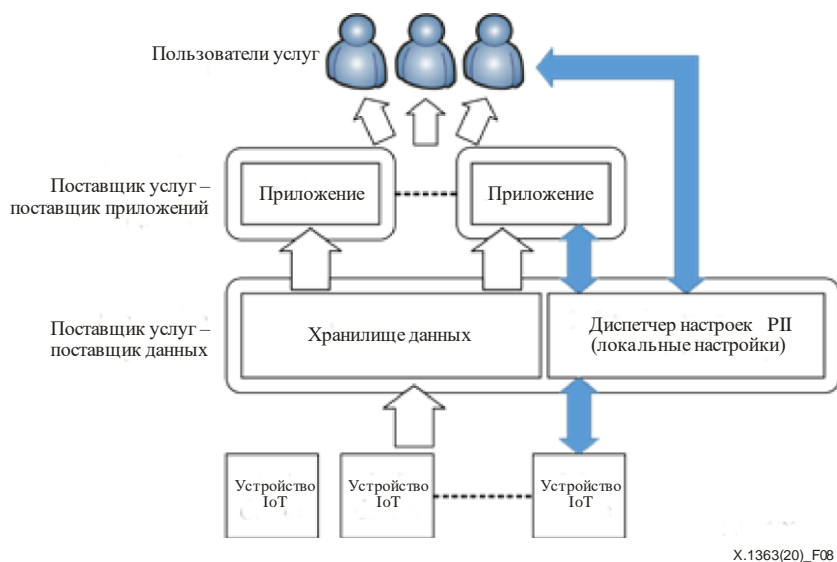 Пользователи услуг
Поставщик услуг –
поставщик приложений
Приложение
Приложение
Поставщик услуг –
поставщик данных
Хранилище данных
Диспетчер настроек PII
(локальные настройки)
Устройство
IoT
Устройство
IoT
Устройство
IoT
X.1363(20)_F08